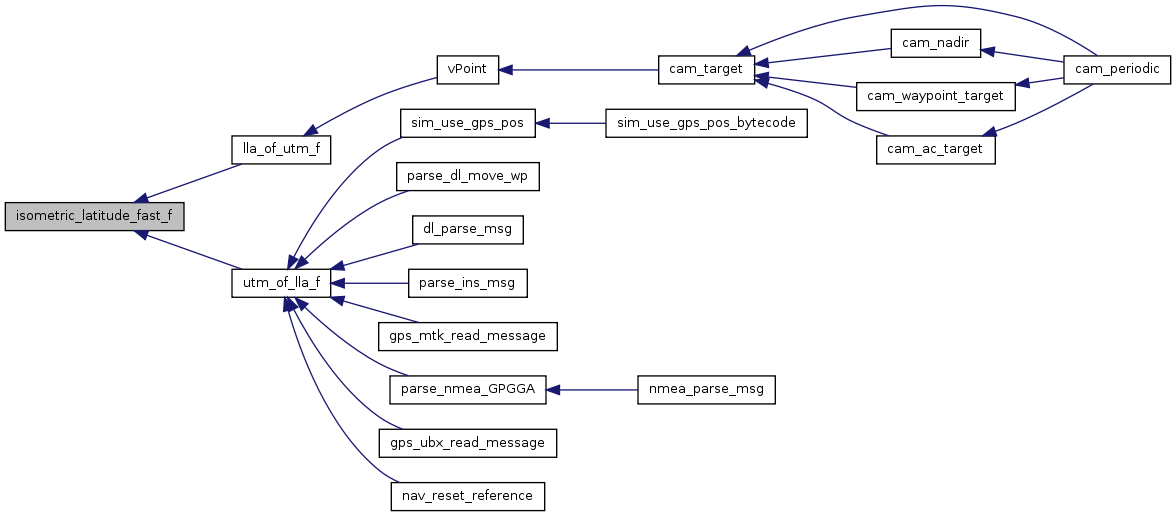 cam_nadir
vPoint
cam_target
cam_periodic
cam_waypoint_target
sim_use_gps_pos
sim_use_gps_pos_bytecode
lla_of_utm_f
cam_ac_target
parse_dl_move_wp
isometric_latitude_fast_f
dl_parse_msg
utm_of_lla_f
parse_ins_msg
gps_mtk_read_message
parse_nmea_GPGGA
nmea_parse_msg
gps_ubx_read_message
nav_reset_reference